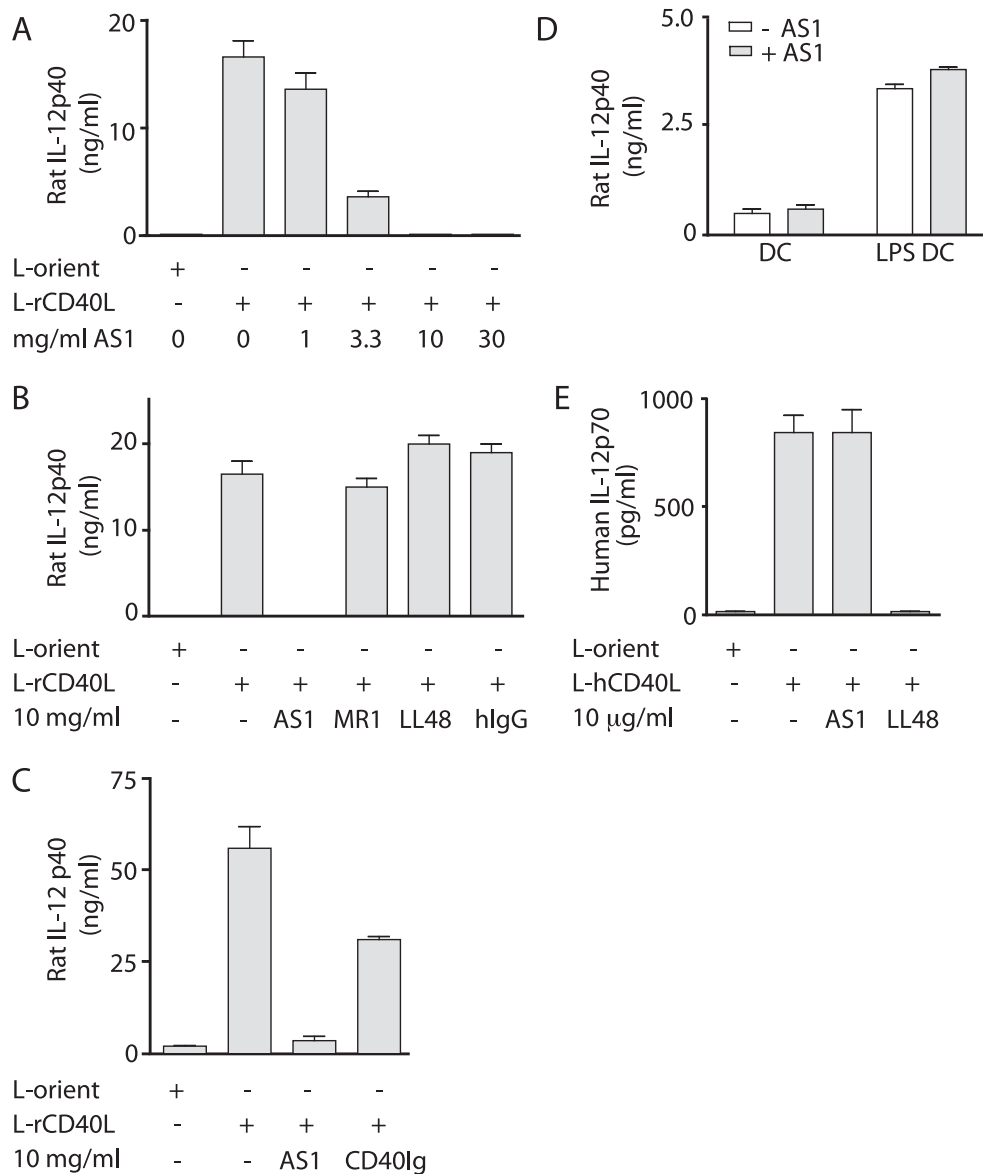 A
Rat IL-12p40
(ng/ml)
20
10
0
L-orient + - - - - -
L-rCD40L - + + + + +
mg/ml AS1 0 0 1 3.3 10 30
B
Rat IL-12p40
(ng/ml)
20
10
0
L-orient + - - - - -
L-rCD40L - + + + + +
10 mg/ml - - AS1 MR1 LL48 hIgG
C
Rat IL-12 p40
(ng/ml)
75
50
25
0
L-orient + - - -
L-rCD40L - + + +
10 mg/ml - - AS1 CD40Ig
D
- AS1
+ AS1
Rat IL-12p40
(ng/ml)
5.0
2.5
0
DC LPS DC
E
Human IL-12p70
(pg/ml)
1000
500
0
L-orient + - - -
L-hCD40L - + + +
10 μg/ml - - AS1 LL48